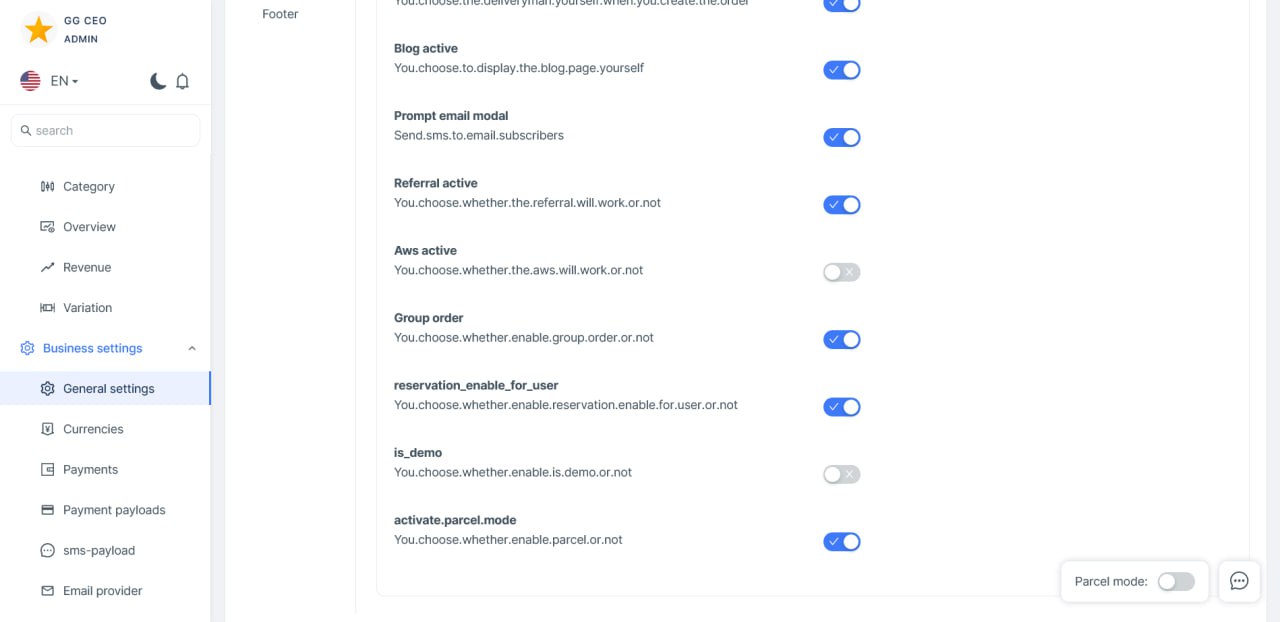 GG CEO
ADMIN
EN
search
Category
Overview
Revenue
Variation
Business settings
General settings
Currencies
Payments
Payment payloads
sms-payload
Email provider
Footer
You.choose.the.deliveryman.yourself.when.you.create.the.order
Blog active
You.choose.to.display.the.blog.page.yourself
Prompt email modal
Send.sms.to.email.subscribers
Referral active
You.choose.whether.the.referral.will.work.or.not
Aws active
You.choose.whether.the.aws.will.work.or.not
Group order
You.choose.whether.enable.group.order.or.not
reservation_enable_for_user
You.choose.whether.enable.reservation.enable.for.user.or.not
is_demo
You.choose.whether.enable.is.demo.or.not
activate.parcel.mode
You.choose.whether.enable.parcel.or.not
Parcel mode: